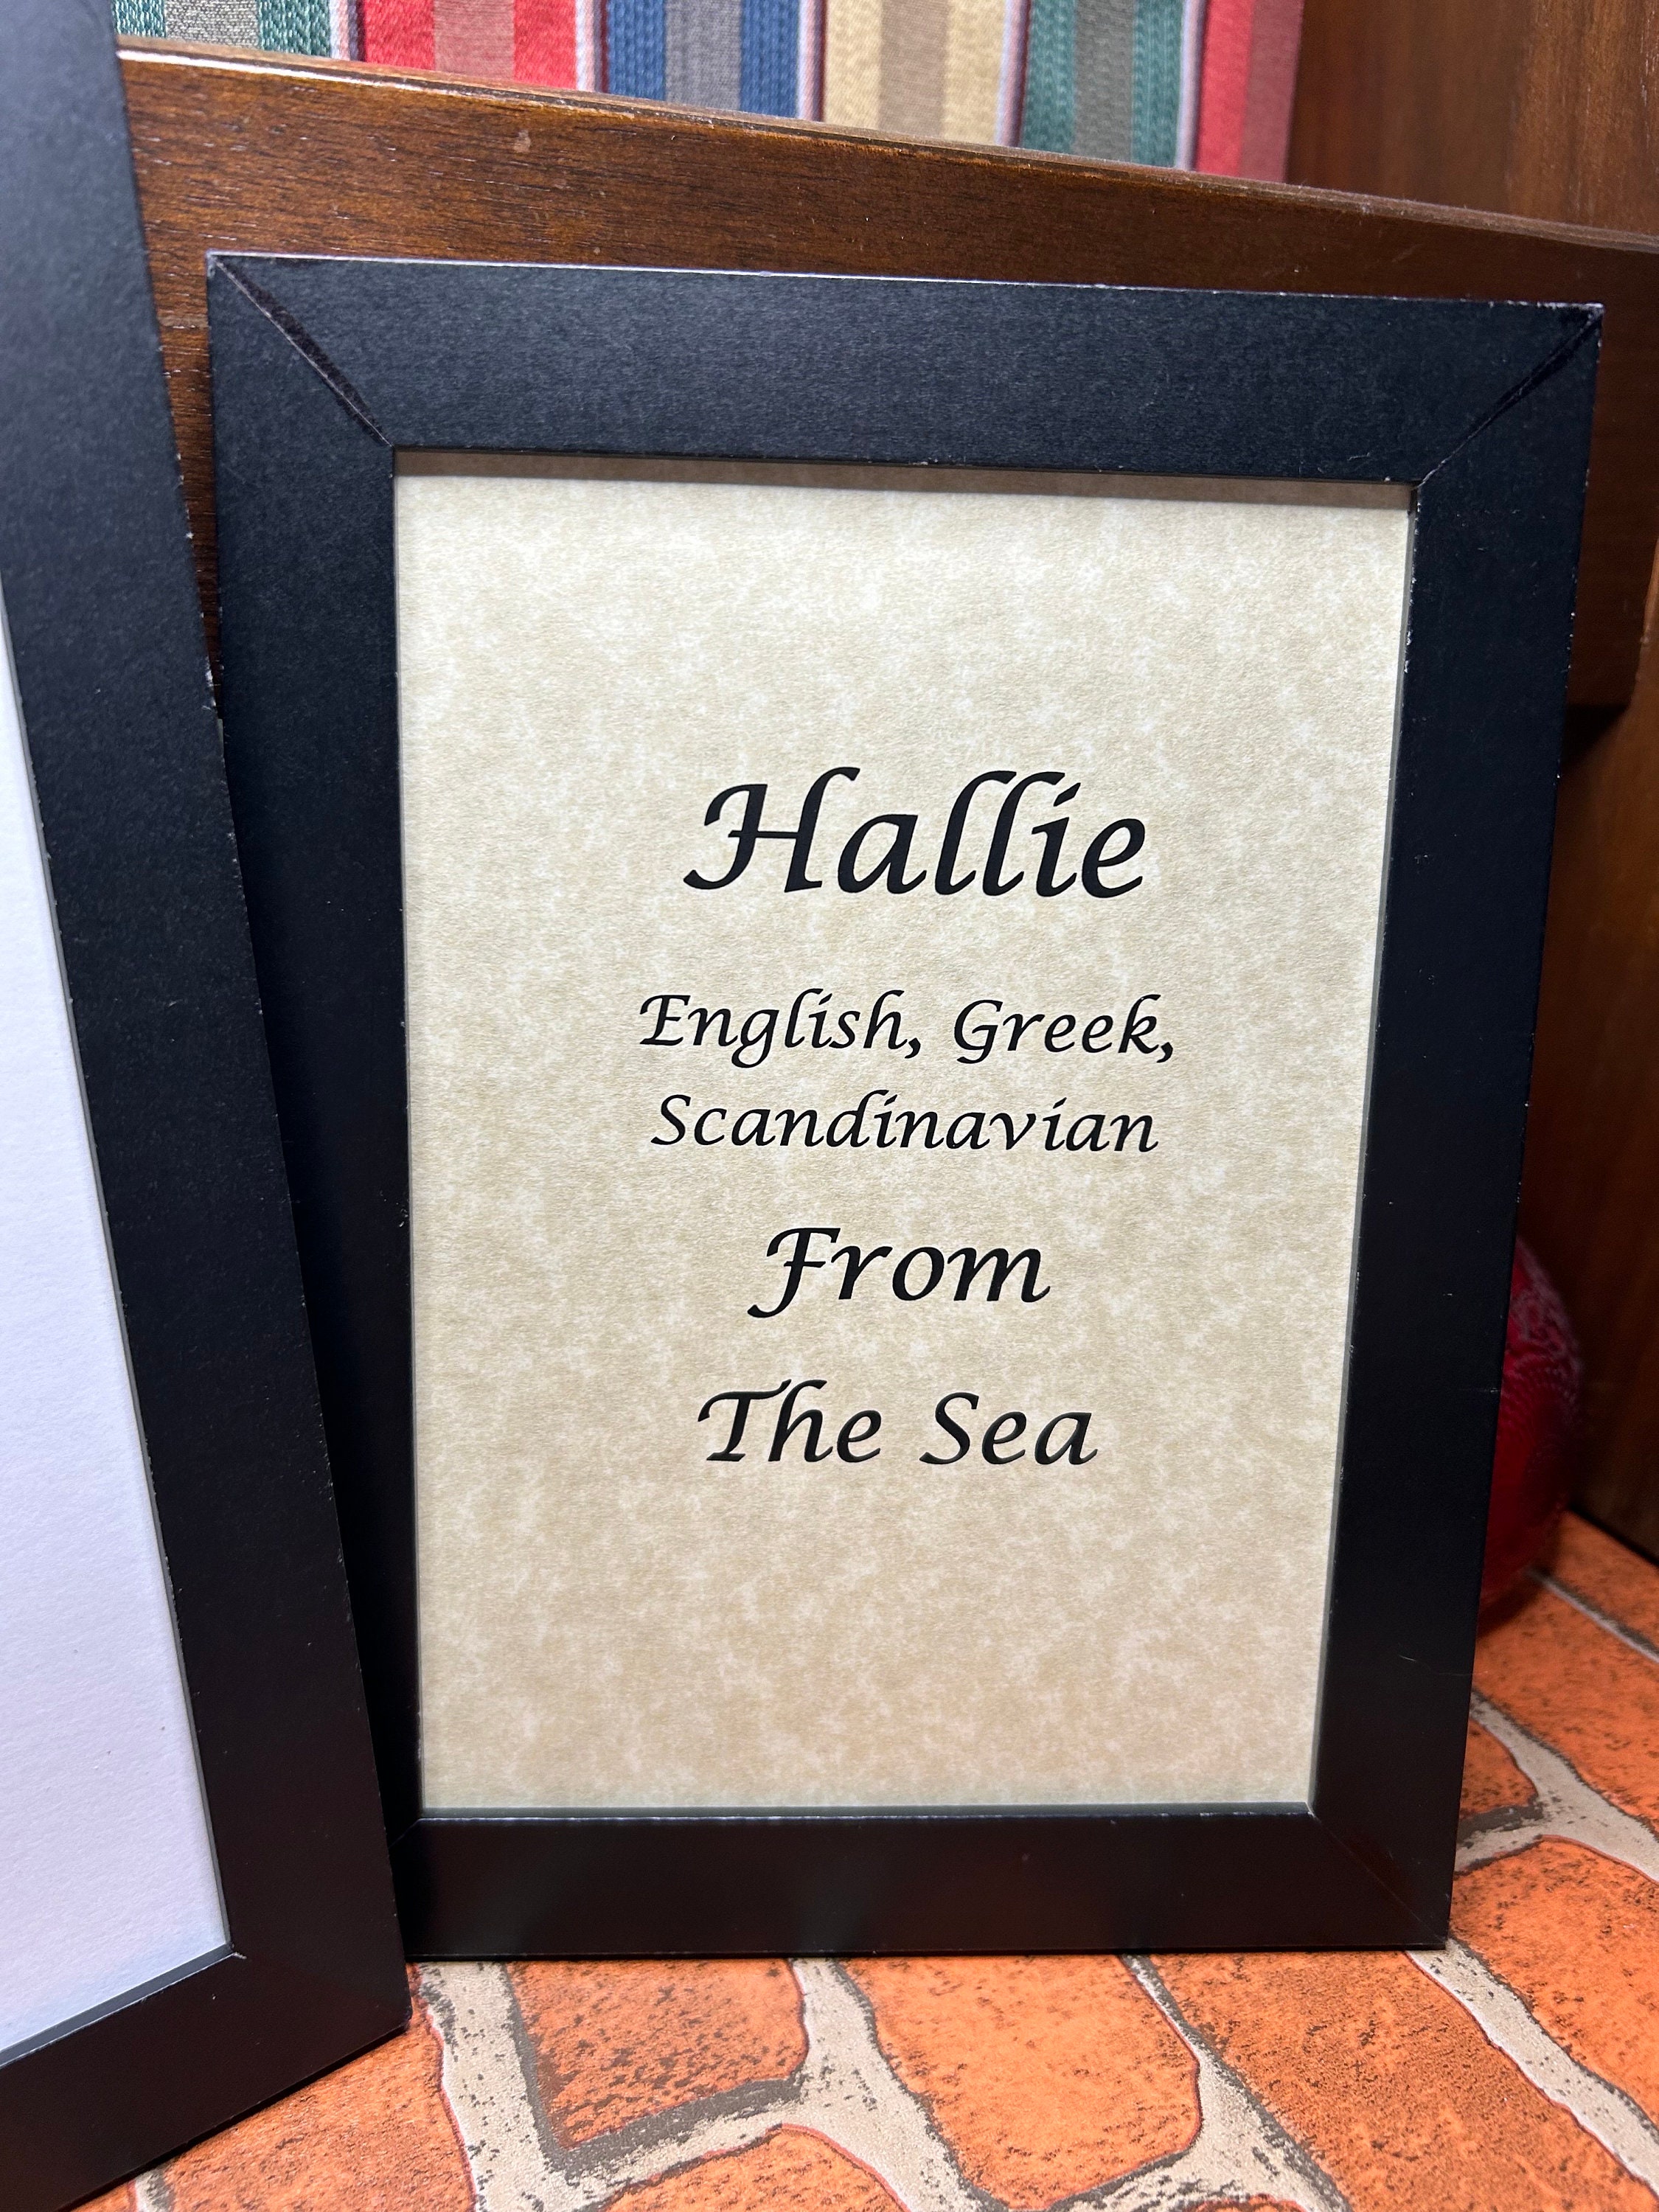 Hallie
English, Greek,
Scandinavian
From
The Sea